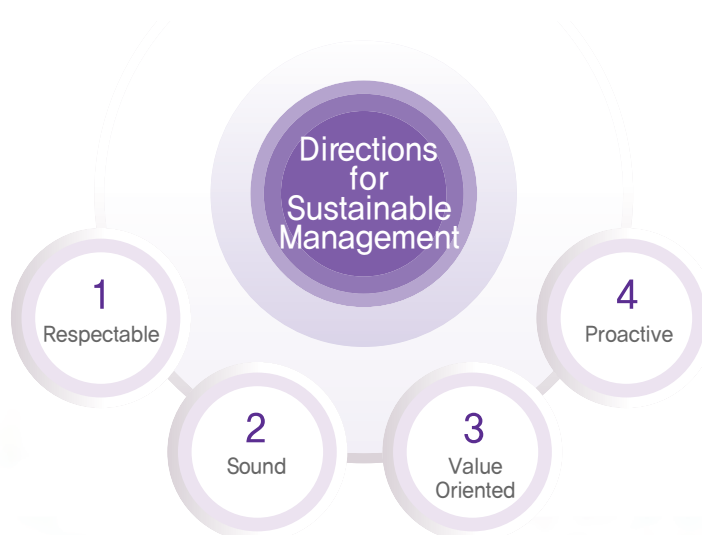 Directions
for
Sustainable
Management
1
Respectable
2
Sound
3
Value
Oriented
4
Proactive